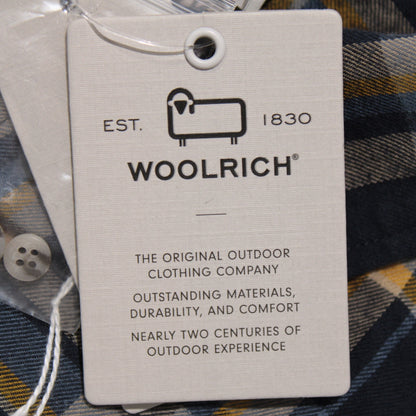 EST. 1830
WOOLRICH®
THE ORIGINAL OUTDOOR
CLOTHING COMPANY
OUTSTANDING MATERIALS,
DURABILITY, AND COMFORT
NEARLY TWO CENTURIES OF
OUTDOOR EXPERIENCE